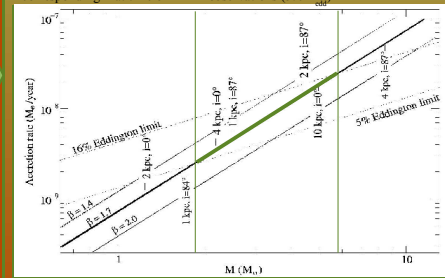 10⁻⁷
16% Eddington limit
5% Eddington limit
− 2 kpc, i=0°
− 4 kpc, i=0°
1 kpc, i=87°
2 kpc, i=87°
4 kpc, i=87°
10 kpc, i=0°
1 kpc, i=84°
Accretion rate (M⊙/year)
10⁻⁸
10⁻⁹
β = 1.4
β = 1.7
β = 2.0
1
10
M (M⊙)